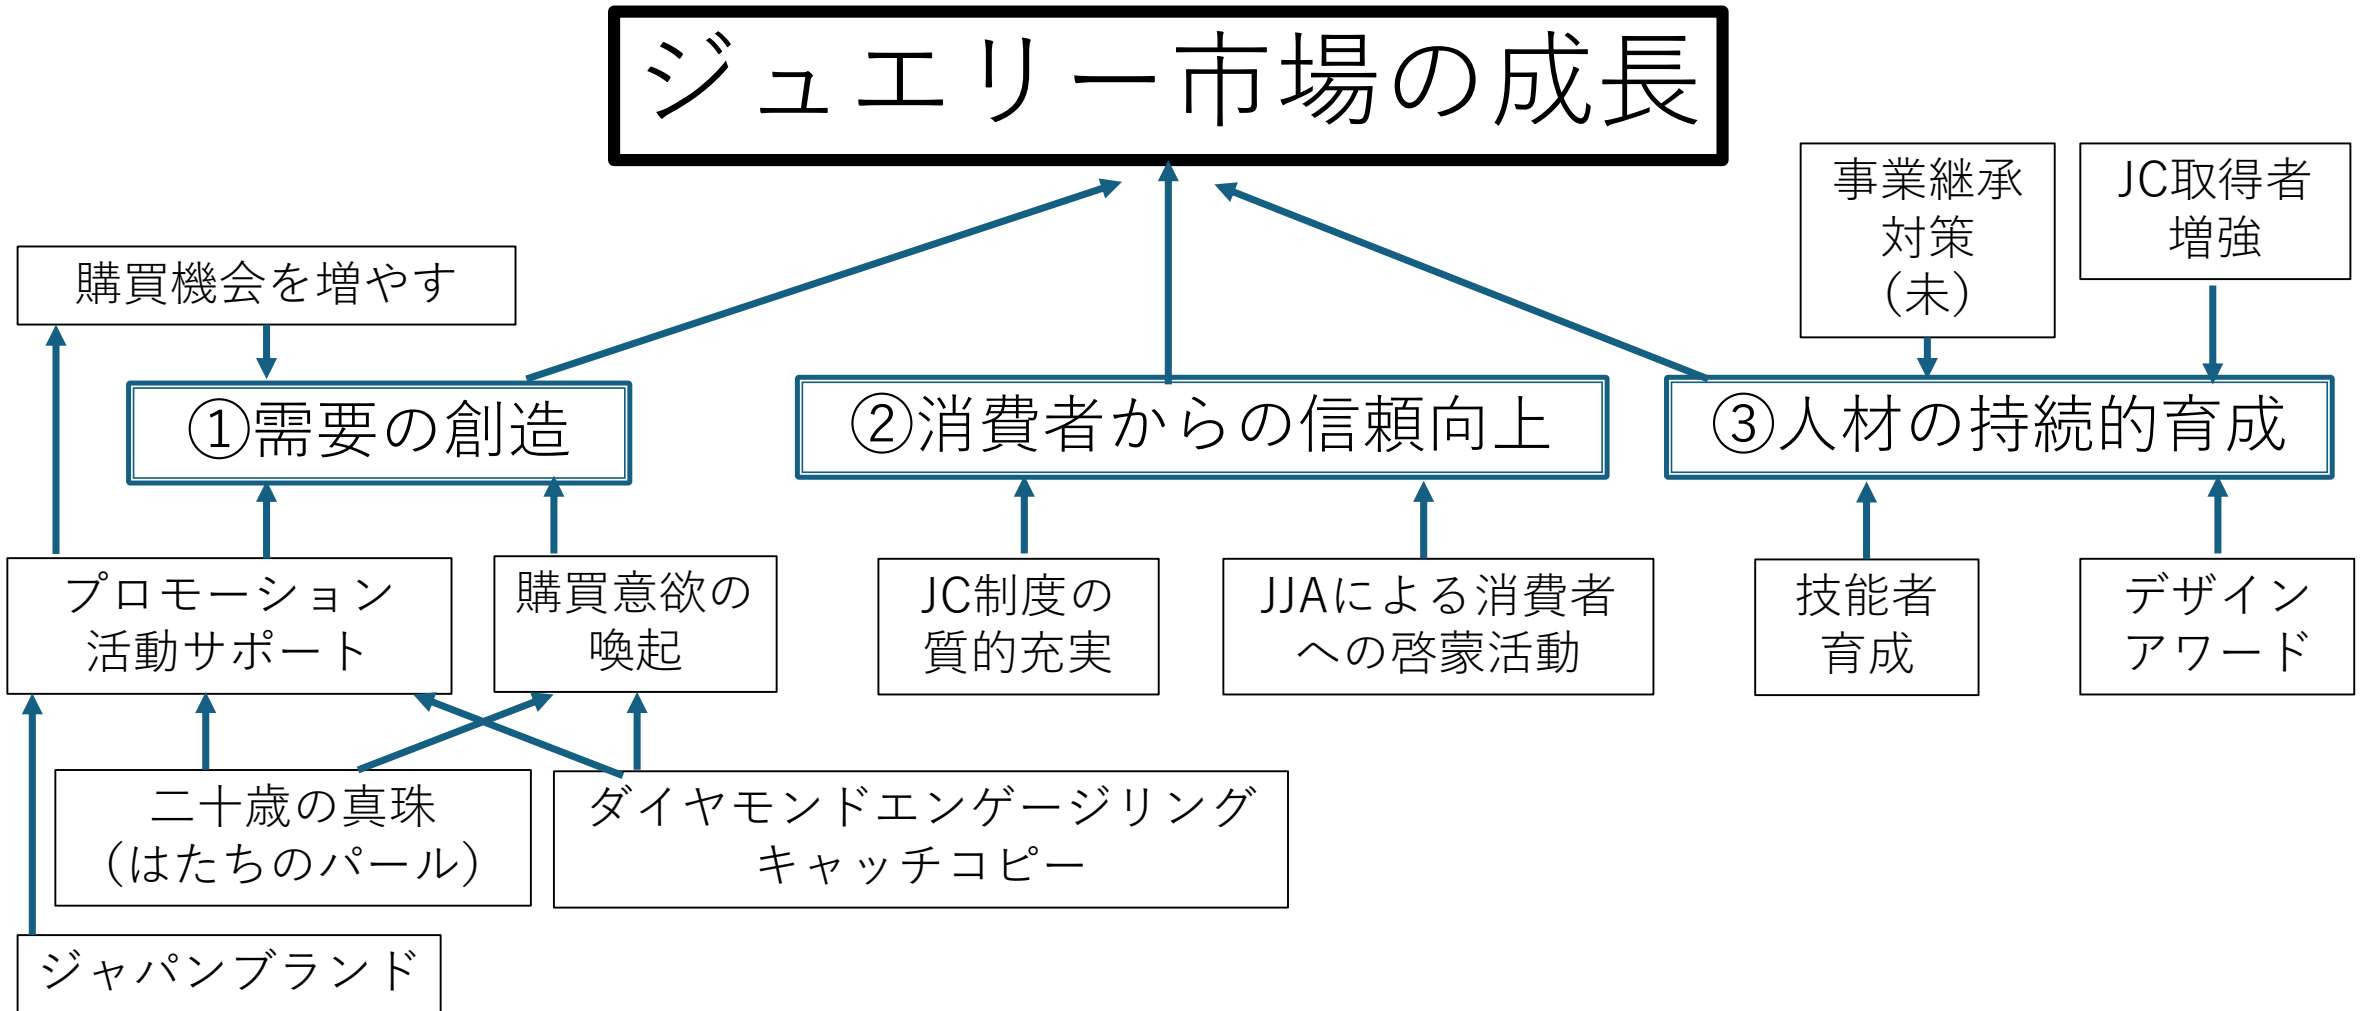 ジュエリー市場の成長
事業継承
対策
（未）
JC取得者
増強
購買機会を増やす
①需要の創造
②消費者からの信頼向上
③人材の持続的育成
プロモーション
活動サポート
購買意欲の
喚起
JC制度の
質的充実
JJAによる消費者
への啓蒙活動
技能者
育成
デザイン
アワード
二十歳の真珠
（はたちのパール）
ダイヤモンドエンゲージリング
キャッチコピー
ジャパンブランド